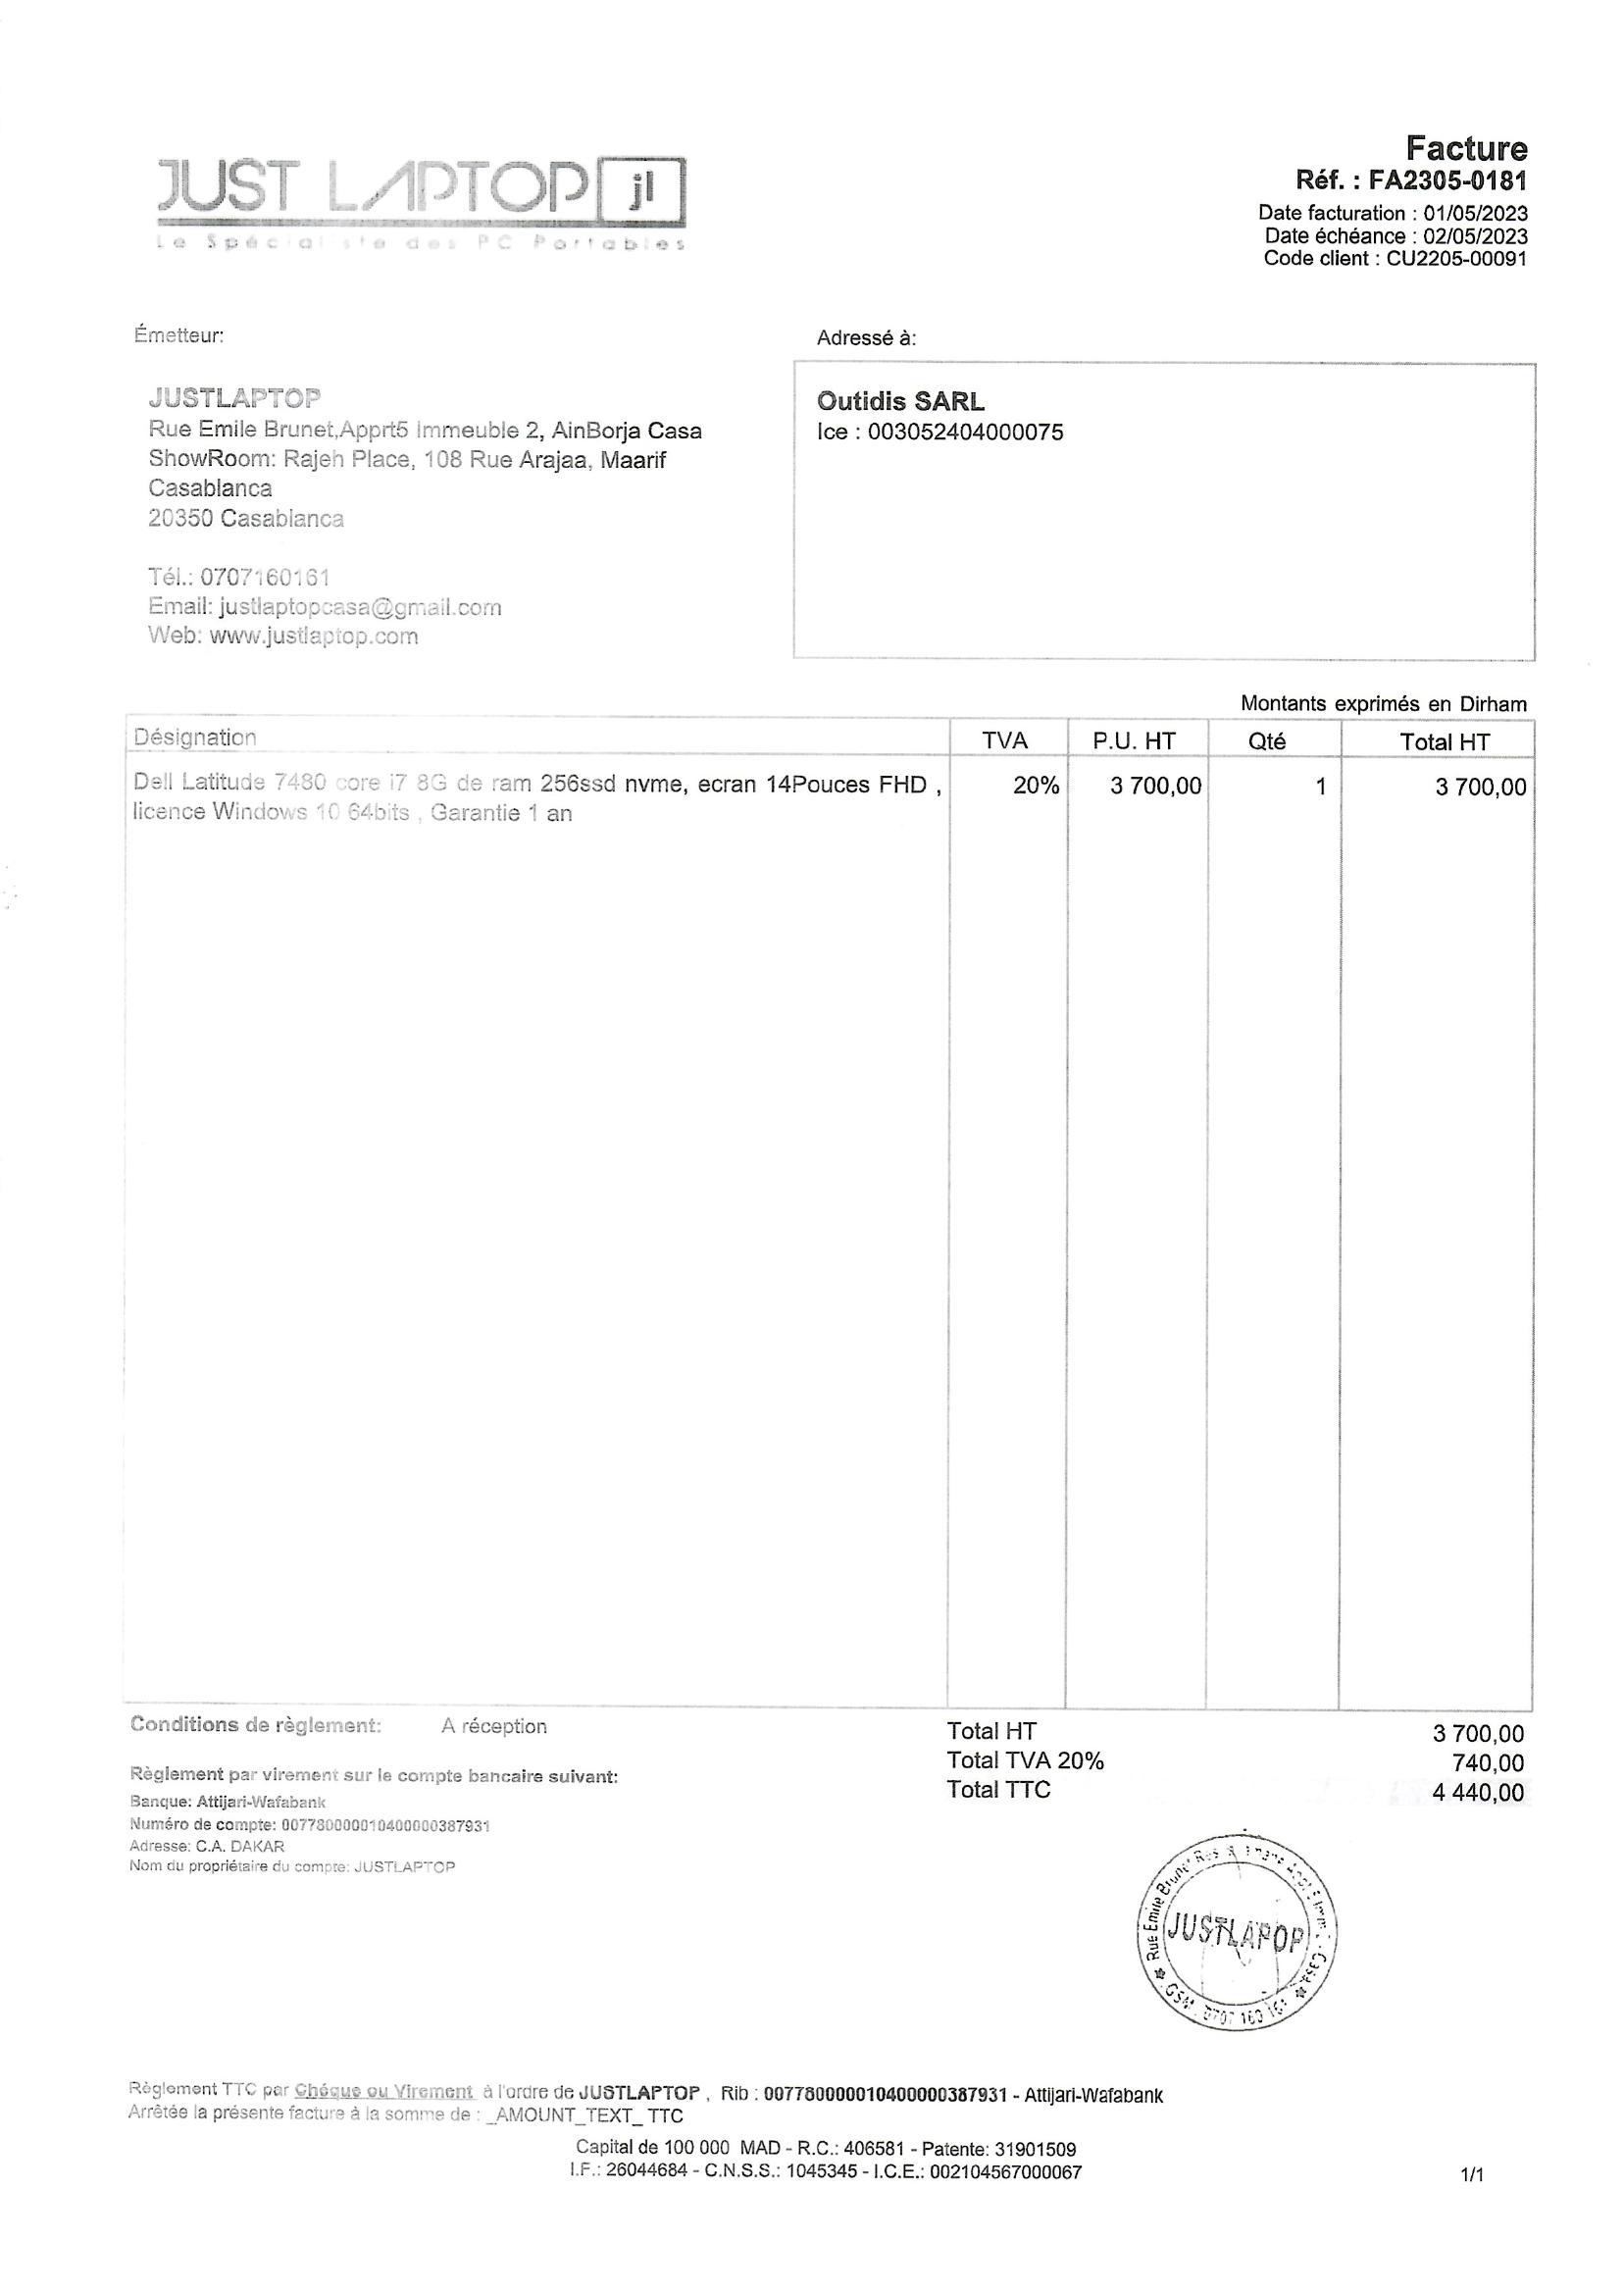 JUST LAPTOP jl
Le Spécialiste des PC Portables
Facture
Réf. : FA2305-0181
Date facturation : 01/05/2023
Date échéance : 02/05/2023
Code client : CU2205-00091
Émetteur:
JUSTLAPTOP
Rue Emile Brunet,Apprt5 Immeuble 2, AinBorja Casa
ShowRoom: Rajeh Place, 108 Rue Arajaa, Maarif
Casablanca
20350 Casablanca
Tél.: 0707160161
Email: justlaptopcasa@gmail.com
Web: www.justlaptop.com
Adressé à:
Outidis SARL
Ice : 003052404000075
Montants exprimés en Dirham
Désignation TVA P.U. HT Qté Total HT
Dell Latitude 7480 core i7 8G de ram 256ssd nvme, ecran 14Pouces FHD , 20% 3 700,00 1 3 700,00
licence Windows 10 64bits , Garantie 1 an
Conditions de règlement: A réception
Règlement par virement sur le compte bancaire suivant:
Banque: Attijari-Wafabank
Numéro de compte: 007780000010400000387931
Adresse: C.A. DAKAR
Nom du propriétaire du compte: JUSTLAPTOP
Total HT 3 700,00
Total TVA 20% 740,00
Total TTC 4 440,00
Rue Emile Brunet
JUSTLAPOP
GSM : 0707 160 161
Règlement TTC par Chéque ou Virement à l'ordre de JUSTLAPTOP , Rib : 007780000010400000387931 - Attijari-Wafabank
Arrêtée la présente facture à la somme de : _AMOUNT_TEXT_ TTC
Capital de 100 000 MAD - R.C.: 406581 - Patente: 31901509
I.F.: 26044684 - C.N.S.S.: 1045345 - I.C.E.: 002104567000067
1/1